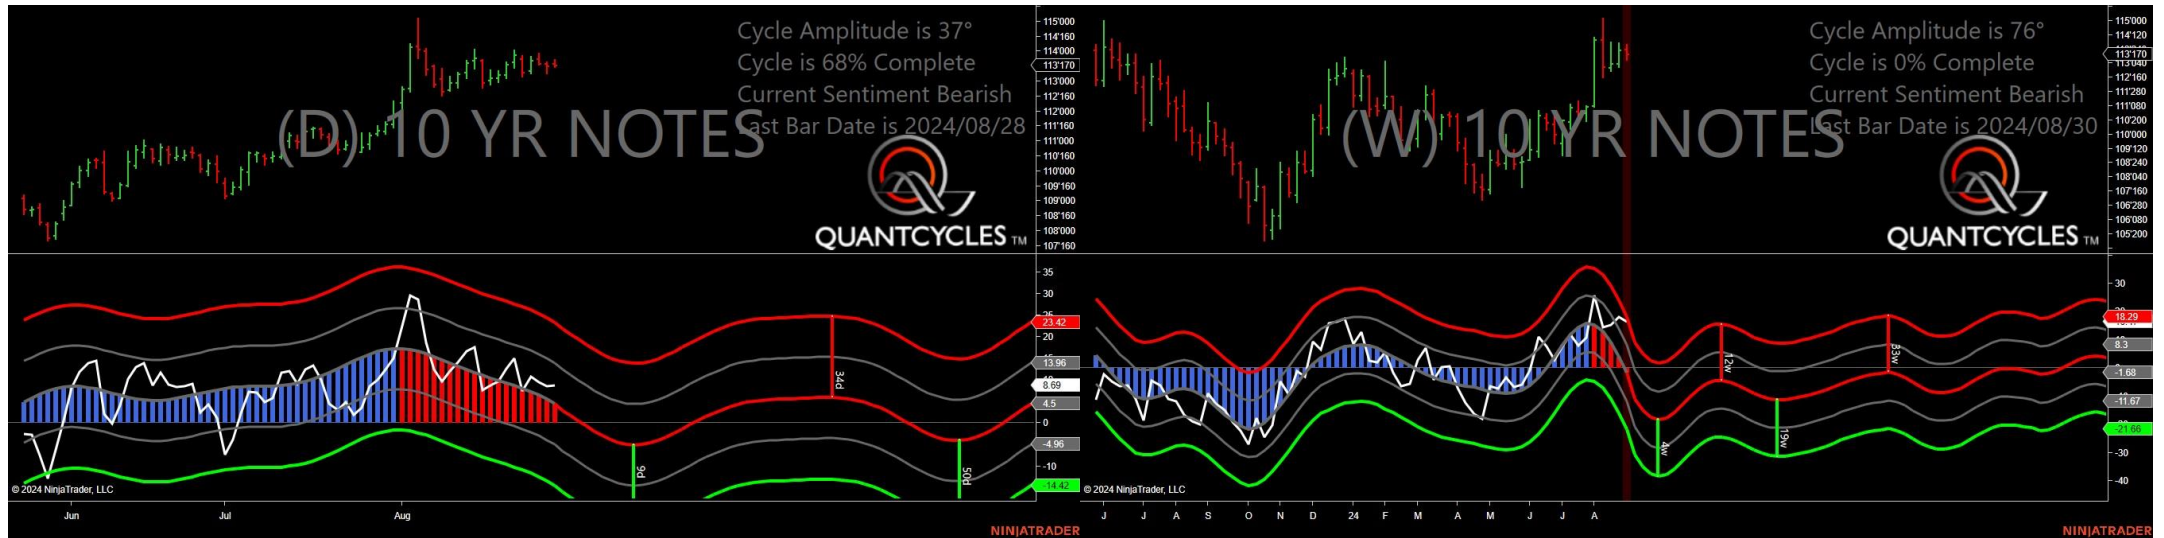 Cycle Amplitude is 37°
Cycle is 68% Complete
Current Sentiment Bearish
Last Bar Date is 2024/08/28
(D) 10 YR NOTES
QUANTCYCLES TM
115'000
114'160
114'000
113'170
113'000
112'160
112'000
111'160
111'000
110'160
110'000
109'160
109'000
108'160
108'000
107'160
35
30
25
23.42
20
13.96
8.69
4.5
0
-4.96
-10
-14.42
34d
9d
50d
© 2024 NinjaTrader, LLC
Jun Jul Aug
NINJATRADER
Cycle Amplitude is 76°
Cycle is 0% Complete
Current Sentiment Bearish
Last Bar Date is 2024/08/30
(W) 10 YR NOTES
QUANTCYCLES TM
115'000
114'120
113'170
113'040
112'160
111'280
111'080
110'200
110'000
109'120
108'240
108'040
107'160
106'280
106'080
105'200
30
18.29
8.3
-1.68
-11.67
-21.66
-30
-40
12w
33w
4w
19w
© 2024 NinjaTrader, LLC
J J A S O N D 24 F M A M J J A
NINJATRADER